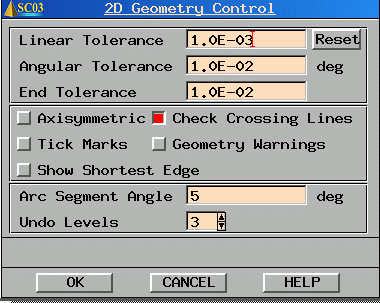 SC03 2D Geometry Control
Linear Tolerance 1.0E-03 Reset
Angular Tolerance 1.0E-02 deg
End Tolerance 1.0E-02
Axisymmetric Check Crossing Lines
Tick Marks Geometry Warnings
Show Shortest Edge
Arc Segment Angle 5 deg
Undo Levels 3
OK CANCEL HELP